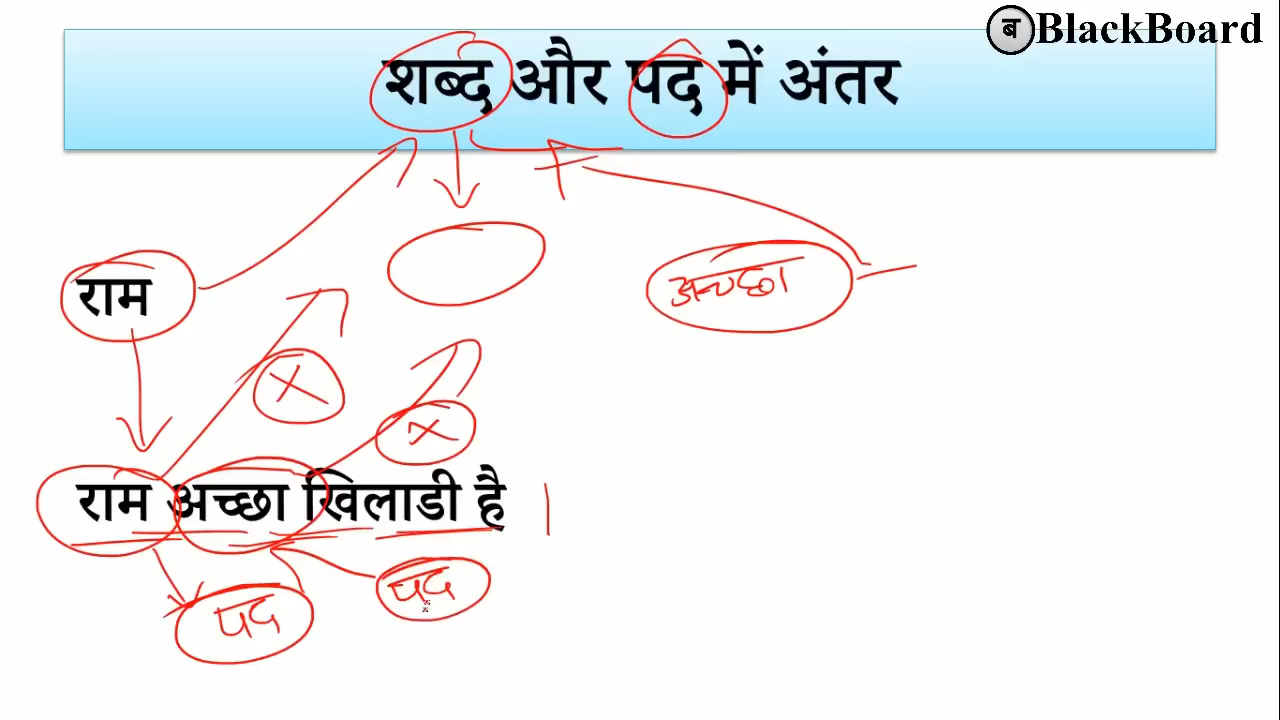 ब BlackBoard
शब्द और पद में अंतर
राम
अच्छा
राम अच्छा खिलाडी है ।
पद
पद